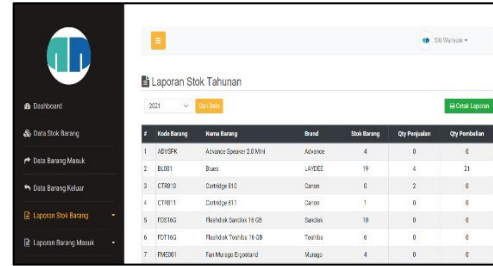 Siti Wahyuni
Laporan Stok Tahunan
2021
Cari Data
Cetak Laporan
Dashboard
Data Stok Barang
Data Barang Masuk
Data Barang Keluar
Laporan Stok Barang
Laporan Barang Masuk
# Kode Barang Nama Barang Brand Stok Barang Qty Penjualan Qty Pembelian
1 ADVSPK Advance Speaker 2.0 Mini Advance 4 0 0
2 BL001 Blues LAYDEE 19 4 21
3 CTR810 Cartridge 810 Canon 0 2 0
4 CTR811 Cartridge 811 Canon 1 0 0
5 FDS16G Flashdisk Sandisk 16 GB Sandisk 10 0 0
6 FDT16G Flashdisk Toshiba 16 GB Toshiba 6 0 0
7 FMED01 Fan Murago Ergostand Murago 4 0 0